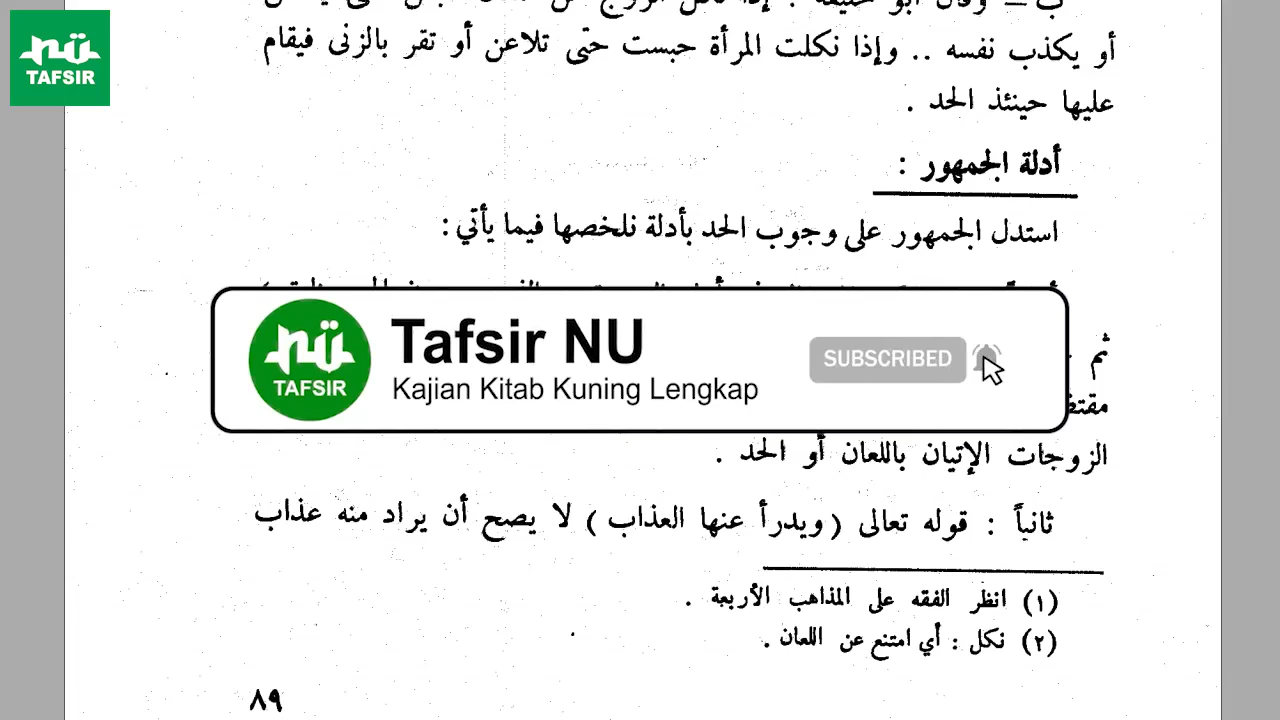 nü
TAFSIR
أو يكذب نفسه .. وإذا نكلت المرأة حبست حتى تلاعن أو تقر بالزنى فيقام
عليها حينئذ الحد .
أدلة الجمهور :
استدل الجمهور على وجوب الحد بأدلة نلخصها فيما يأتي :
nü
TAFSIR
Tafsir NU
Kajian Kitab Kuning Lengkap
SUBSCRIBED
ثم
الزوجات الإتيان باللعان أو الحد .
ثانياً : قوله تعالى ( ويدرأ عنها العذاب ) لا يصح أن يراد منه عذاب
(١) انظر الفقه على المذاهب الأربعة .
(٢) نكل : أي امتنع عن اللعان .
٨٩